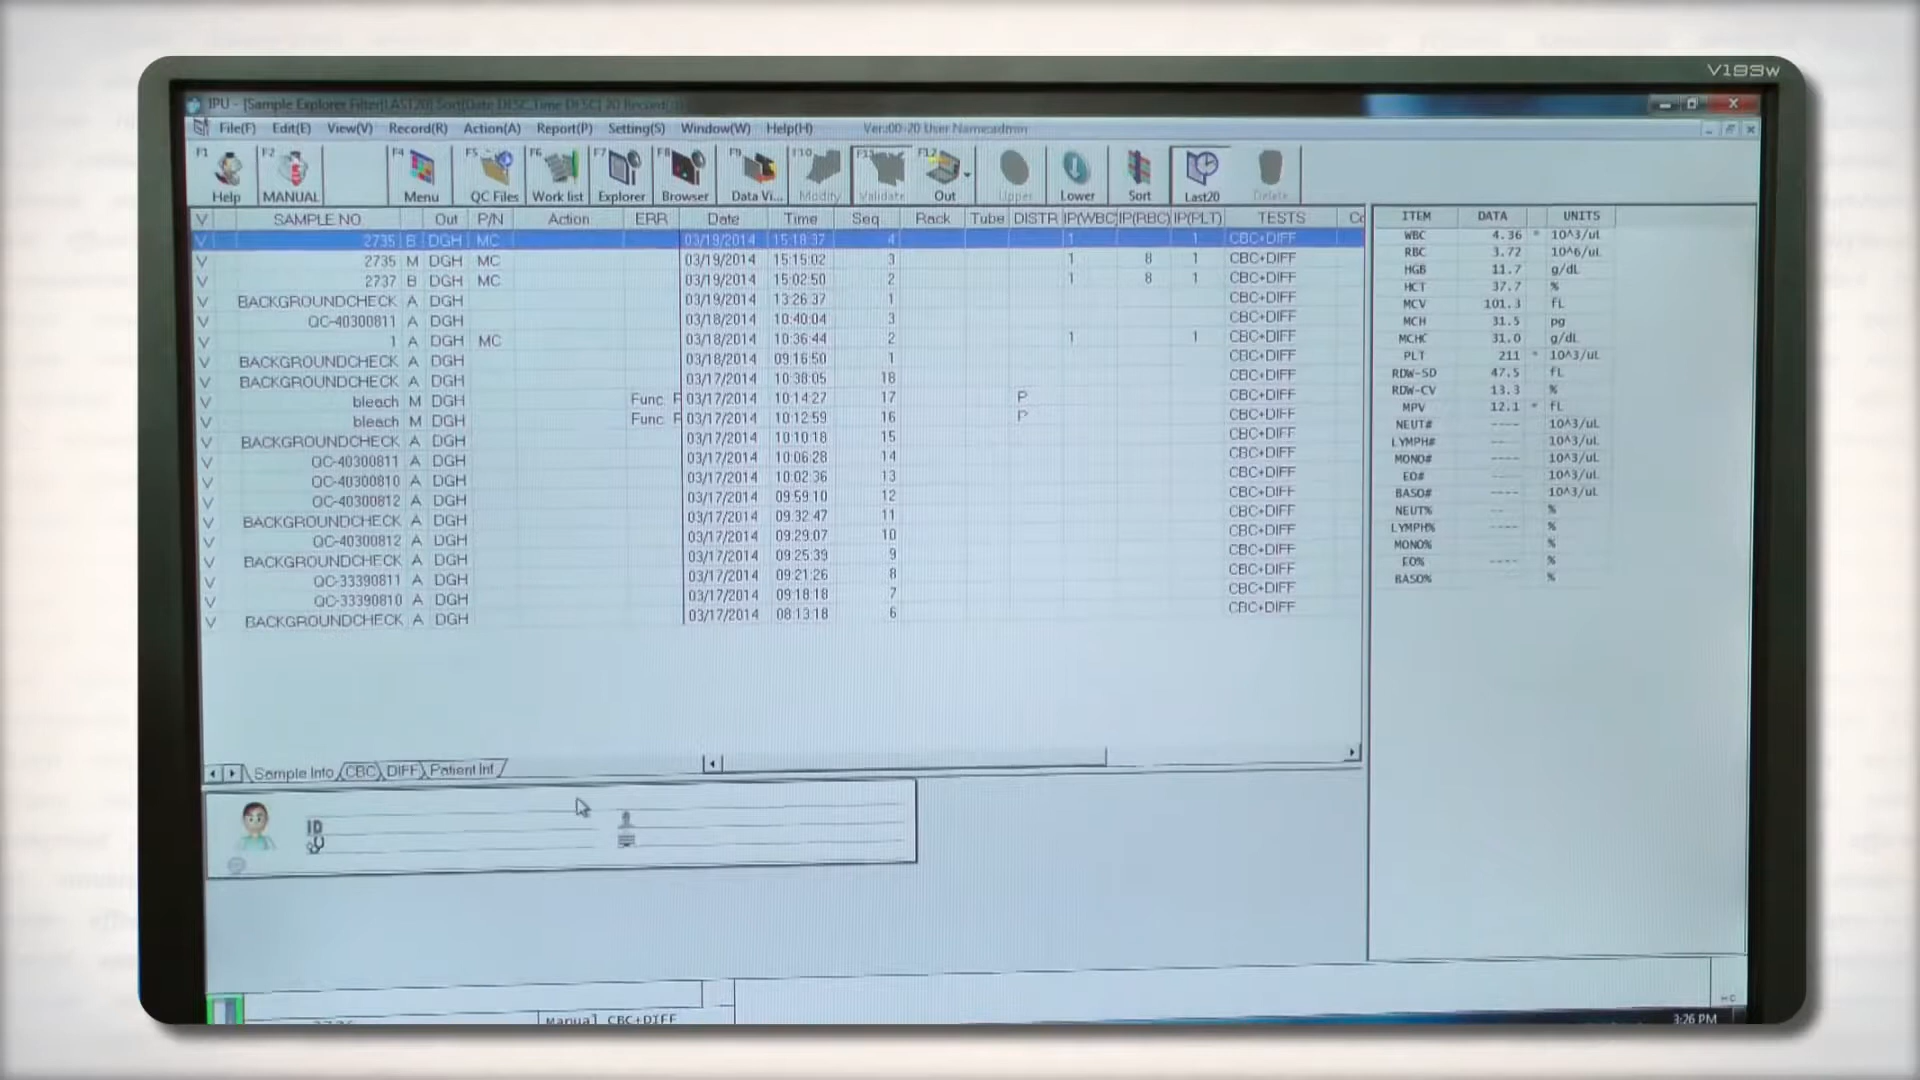 V193w
IPU - [Sample Explorer Filter[LAST20] Sort[Date DESC,Time DESC] 20 Record(s)]
File(F) Edit(E) View(V) Record(R) Action(A) Report(P) Setting(S) Window(W) Help(H) Ver:00-20 User Name:admin
F1 F2 F4 F5 F6 F7 F8 F9 F10 F11 F12
Help MANUAL Menu QC Files Work list Explorer Browser Data Vi... Modify Validate Out Upper Lower Sort Last20 Delete
V SAMPLE NO. Out P/N Action ERR Date Time Seq Rack Tube DISTR IP(WBC IP(RBC) IP(PLT) TESTS Co
V 2735 B DGH MC 03/19/2014 15:18:37 4 1 1 CBC+DIFF
V 2735 M DGH MC 03/19/2014 15:15:02 3 1 8 1 CBC+DIFF
V 2737 B DGH MC 03/19/2014 15:02:50 2 1 8 1 CBC+DIFF
V BACKGROUNDCHECK A DGH 03/19/2014 13:26:37 1 CBC+DIFF
V QC-40300811 A DGH 03/18/2014 10:40:04 3 CBC+DIFF
V 1 A DGH MC 03/18/2014 10:36:44 2 1 1 CBC+DIFF
V BACKGROUNDCHECK A DGH 03/18/2014 09:16:50 1 CBC+DIFF
V BACKGROUNDCHECK A DGH 03/17/2014 10:38:05 18 CBC+DIFF
V bleach M DGH Func F 03/17/2014 10:14:27 17 P CBC+DIFF
V bleach M DGH Func F 03/17/2014 10:12:59 16 P CBC+DIFF
V BACKGROUNDCHECK A DGH 03/17/2014 10:10:18 15 CBC+DIFF
V QC-40300811 A DGH 03/17/2014 10:06:28 14 CBC+DIFF
V QC-40300810 A DGH 03/17/2014 10:02:36 13 CBC+DIFF
V QC-40300812 A DGH 03/17/2014 09:59:10 12 CBC+DIFF
V BACKGROUNDCHECK A DGH 03/17/2014 09:32:47 11 CBC+DIFF
V QC-40300812 A DGH 03/17/2014 09:29:07 10 CBC+DIFF
V BACKGROUNDCHECK A DGH 03/17/2014 09:25:39 9 CBC+DIFF
V QC-33390811 A DGH 03/17/2014 09:21:26 8 CBC+DIFF
V QC-33390810 A DGH 03/17/2014 09:18:18 7 CBC+DIFF
V BACKGROUNDCHECK A DGH 03/17/2014 08:13:18 6 CBC+DIFF
ITEM DATA UNITS
WBC 4.36 * 10^3/uL
RBC 3.72 10^6/uL
HGB 11.7 g/dL
HCT 37.7 %
MCV 101.3 fL
MCH 31.5 pg
MCHC 31.0 g/dL
PLT 211 * 10^3/uL
RDW-SD 47.5 fL
RDW-CV 13.3 %
MPV 12.1 * fL
NEUT# ---- 10^3/uL
LYMPH# ---- 10^3/uL
MONO# ---- 10^3/uL
EO# ---- 10^3/uL
BASO# ---- 10^3/uL
NEUT% ---- %
LYMPH% ---- %
MONO% %
EO% ---- %
BASO% %
Sample Info CBC DIFF Patient Inf
ID
Manual CBC+DIFF
3:26 PM